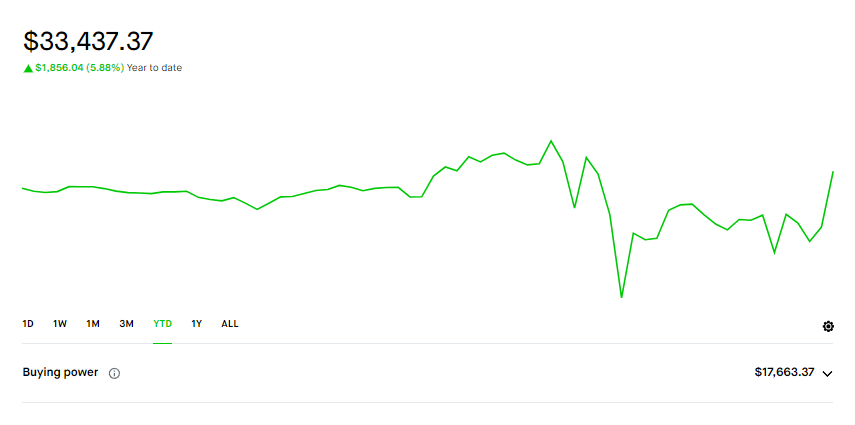 $33,437.37
▲ $1,856.04 (5.88%) Year to date
1D 1W 1M 3M YTD 1Y ALL
Buying power $17,663.37